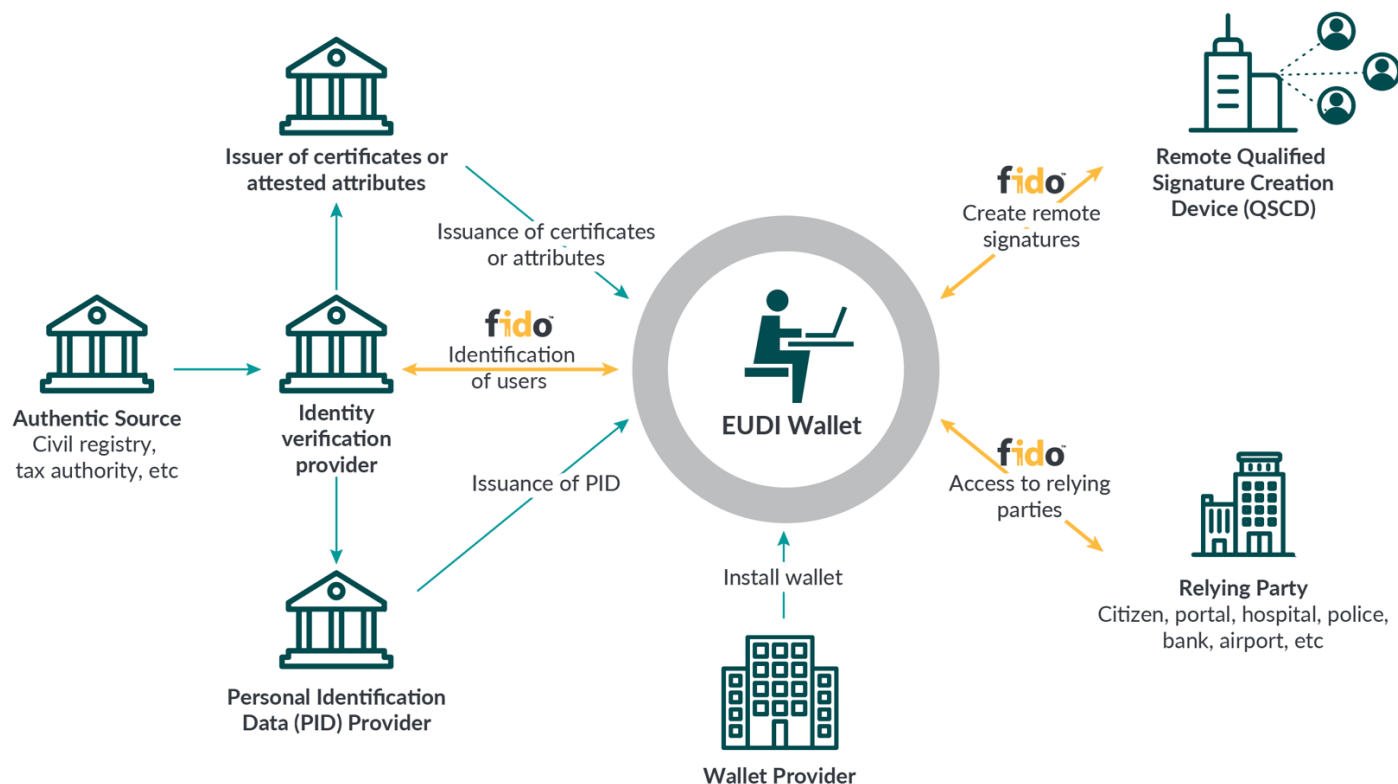 Issuer of certificates or
attested attributes
Issuance of certificates
or attributes
fido™
Create remote
signatures
Remote Qualified
Signature Creation
Device (QSCD)
Authentic Source
Civil registry,
tax authority, etc
Identity
verification
provider
fido™
Identification
of users
EUDI Wallet
Issuance of PID
fido™
Access to relying
parties
Relying Party
Citizen, portal, hospital, police,
bank, airport, etc
Personal Identification
Data (PID) Provider
Install wallet
Wallet Provider